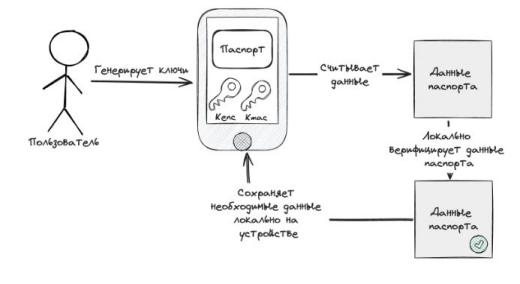 Паспорт
Генерирует ключи
Считывает
данные
Данные
паспорта
Kenc Kmac
Пользователь
Локально
верифицирует данные
паспорта
Сохраняет
необходимые данные
локально на
устройстве
Данные
паспорта